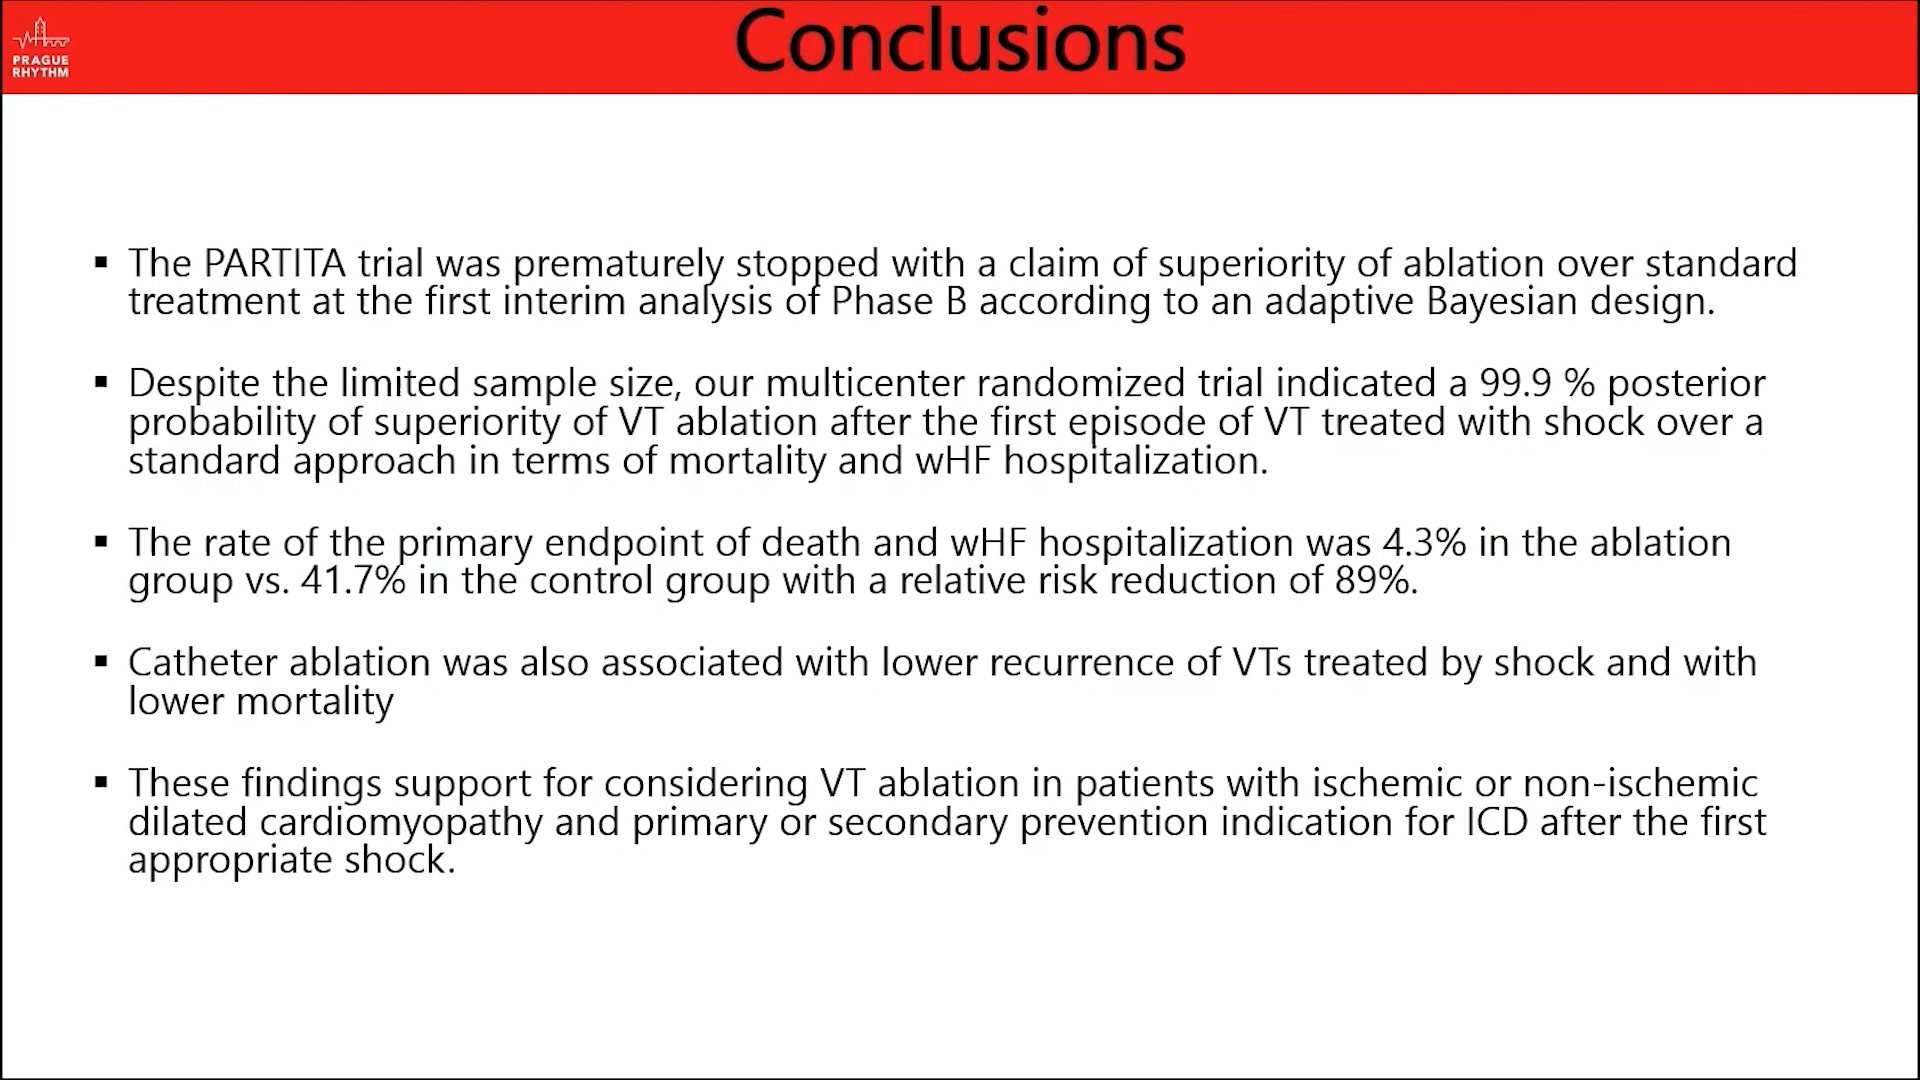 Conclusions
PRAGUE
RHYTHM
▪ The PARTITA trial was prematurely stopped with a claim of superiority of ablation over standard
treatment at the first interim analysis of Phase B according to an adaptive Bayesian design.
▪ Despite the limited sample size, our multicenter randomized trial indicated a 99.9 % posterior
probability of superiority of VT ablation after the first episode of VT treated with shock over a
standard approach in terms of mortality and wHF hospitalization.
▪ The rate of the primary endpoint of death and wHF hospitalization was 4.3% in the ablation
group vs. 41.7% in the control group with a relative risk reduction of 89%.
▪ Catheter ablation was also associated with lower recurrence of VTs treated by shock and with
lower mortality
▪ These findings support for considering VT ablation in patients with ischemic or non-ischemic
dilated cardiomyopathy and primary or secondary prevention indication for ICD after the first
appropriate shock.